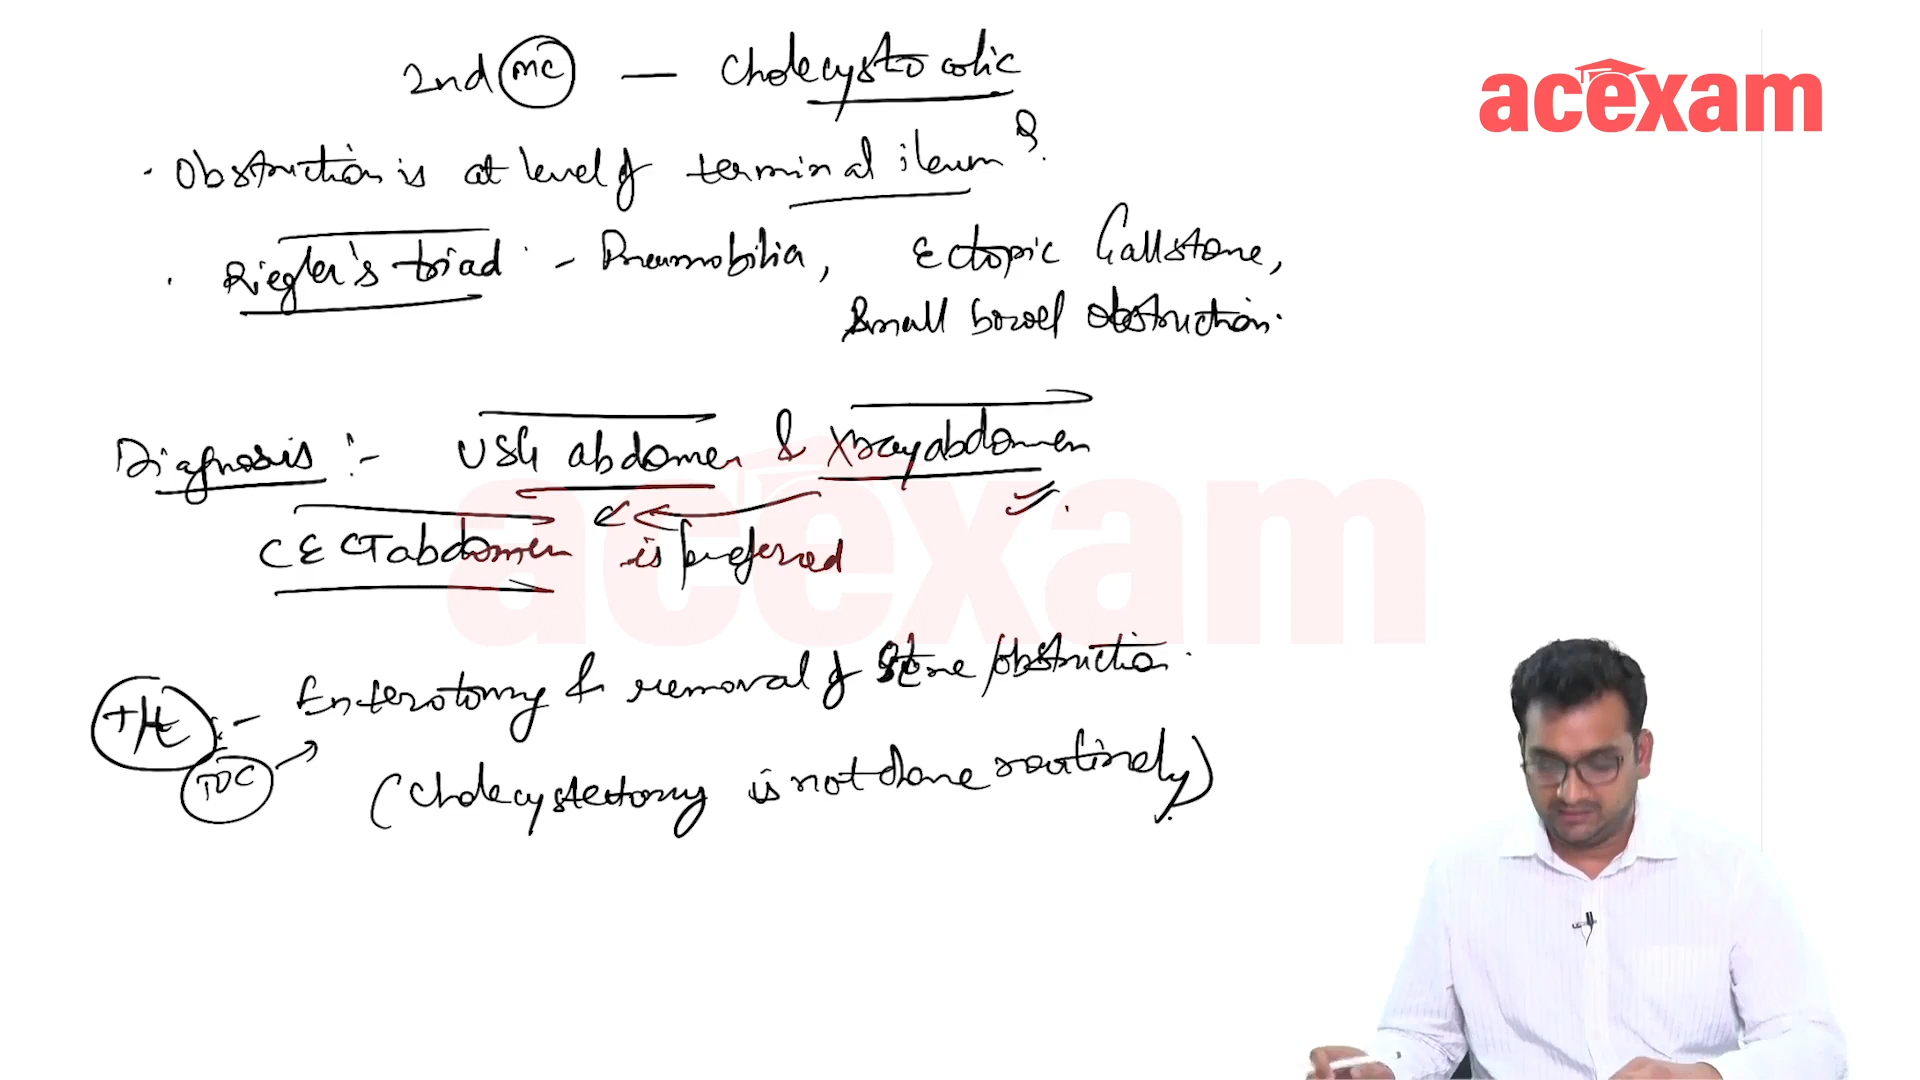 2nd MC — Cholecystocolic
acexam
· Obstruction is at level of terminal ileum
· Riegler's triad - Pneumobilia, Ectopic Gallstone,
Small bowel obstruction.
Diagnosis :- USG abdomen & Xray abdomen
CECT abdomen is preferred
acexam
+/t :- Enterotomy & removal of stone/obstruction.
TOC → (cholecystectomy is not done routinely)